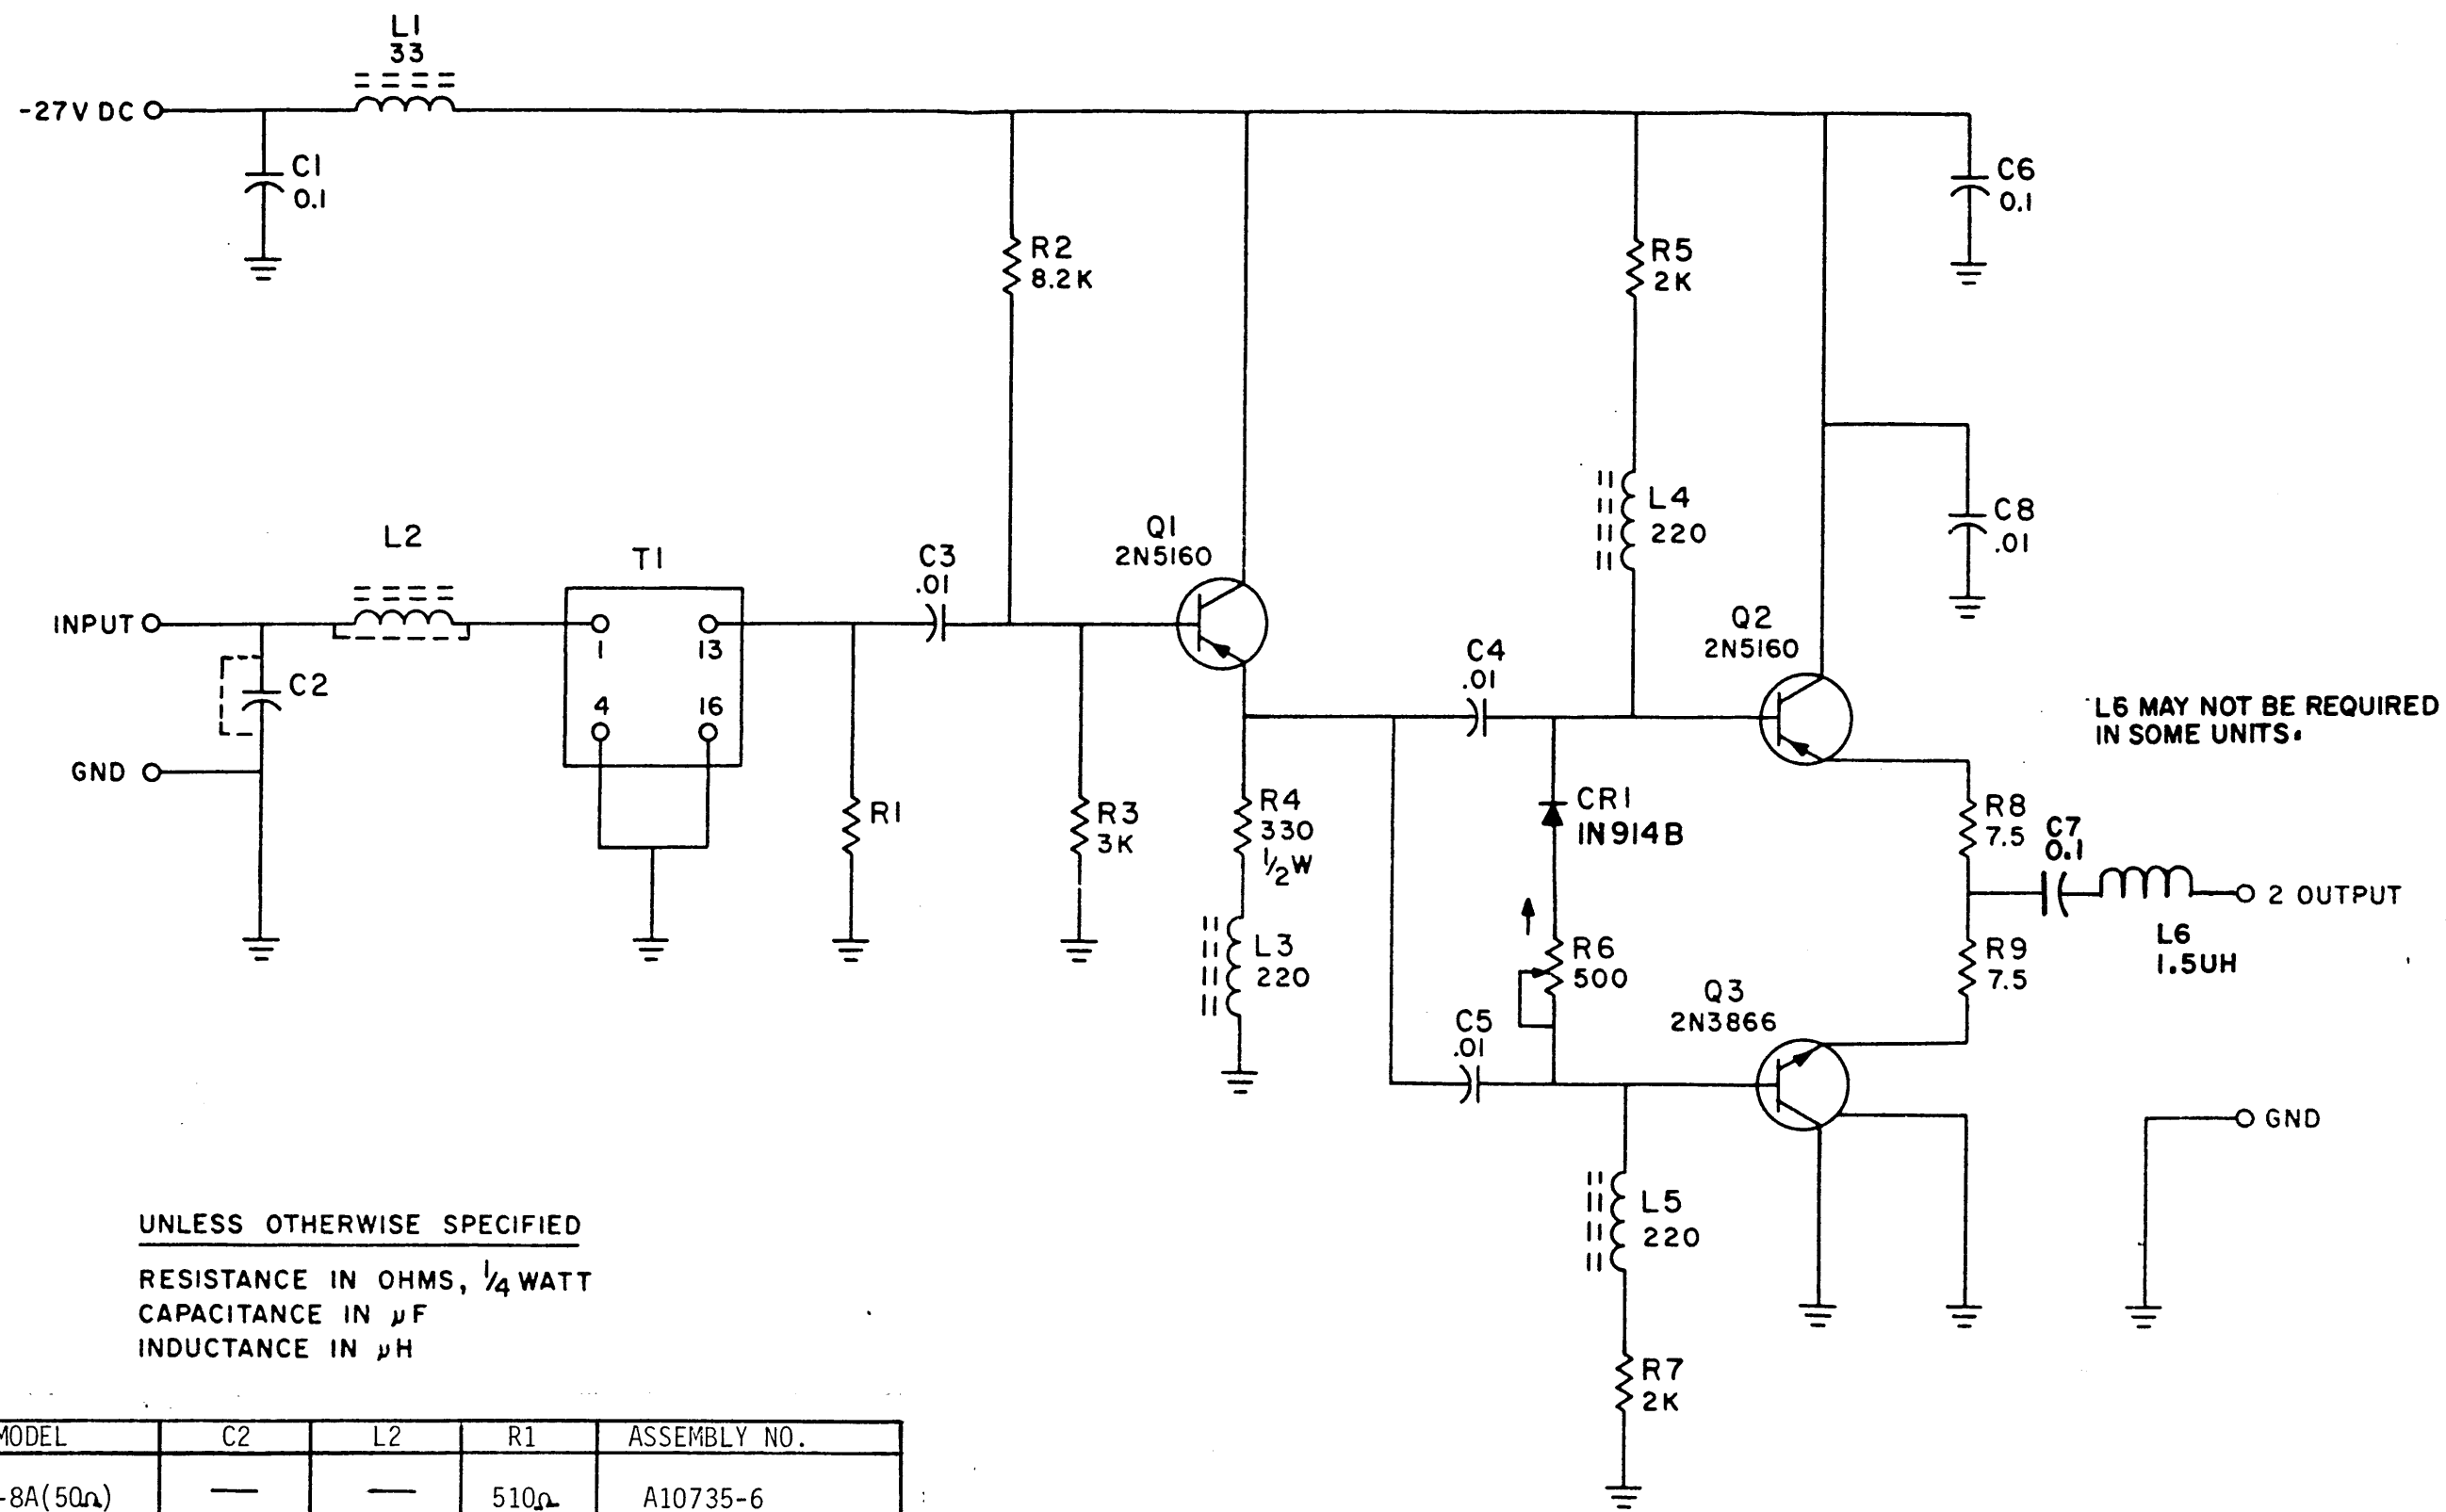 L1
33
-27V DC
C1
0.1
C6
0.1
R2
8.2K
R5
2K
L4
220
C8
.01
L2
T1
C3
.01
Q1
2N5160
INPUT
1
13
4
16
C2
GND
Q2
2N5160
C4
.01
L6 MAY NOT BE REQUIRED
IN SOME UNITS.
R1
R3
3K
R4
330
1/2W
CR1
IN914B
R8
7.5
C7
0.1
2 OUTPUT
L3
220
R6
500
R9
7.5
L6
1.5UH
Q3
2N3866
C5
.01
GND
L5
220
R7
2K
UNLESS OTHERWISE SPECIFIED
RESISTANCE IN OHMS, 1/4 WATT
CAPACITANCE IN µF
INDUCTANCE IN µH
MODEL C2 L2 R1 ASSEMBLY NO.
-8A(50Ω) — — 510Ω A10735-6